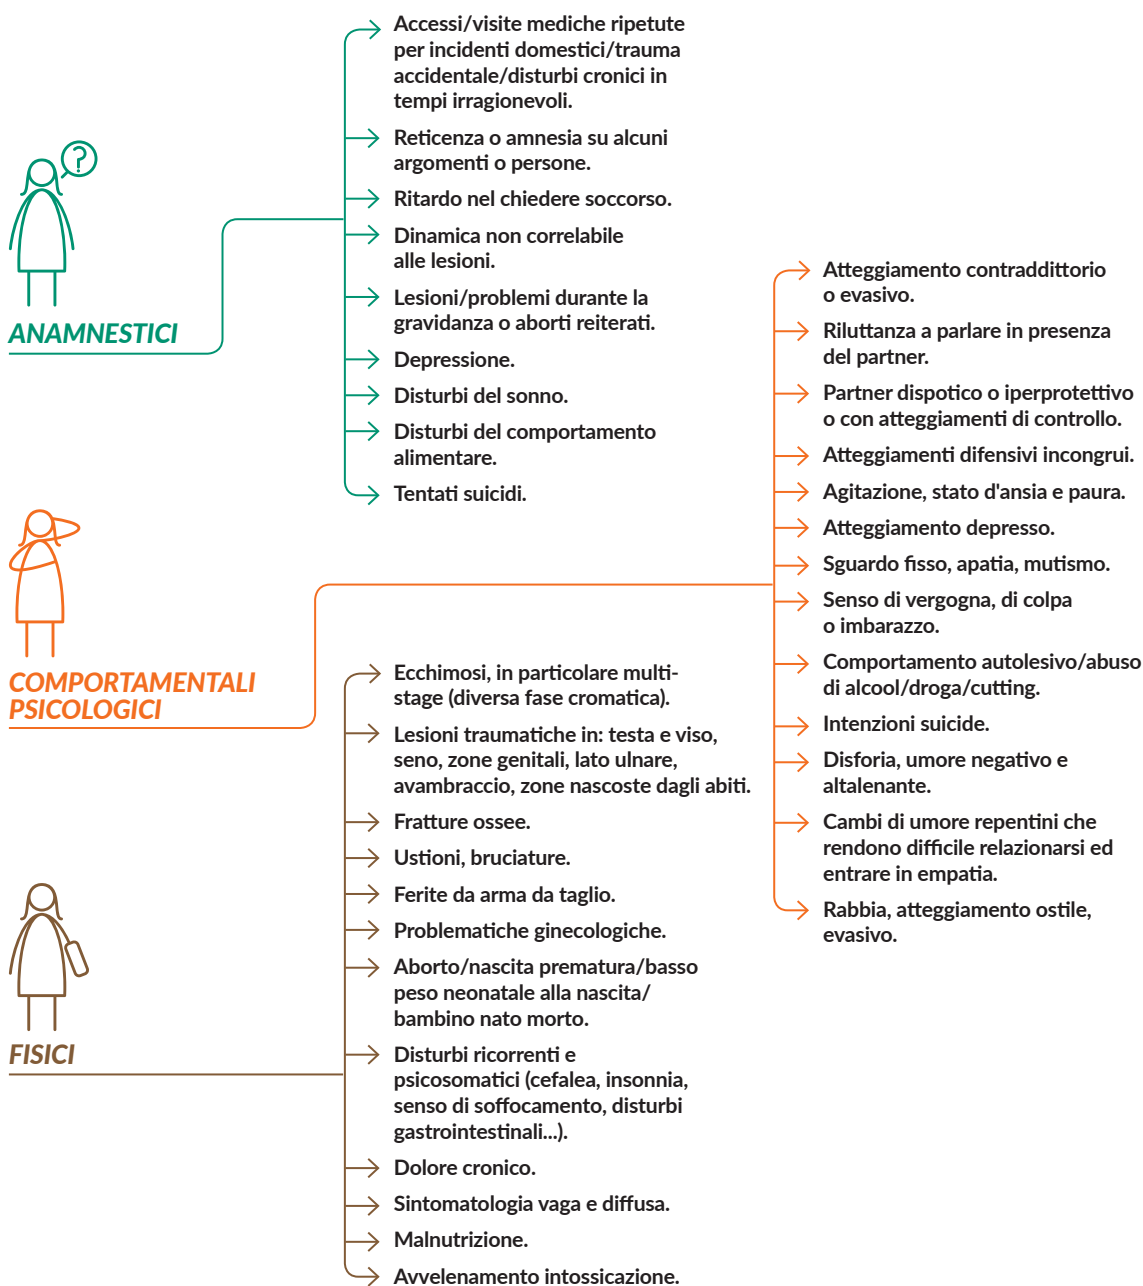 ANAMNESTICI
Accessi/visite mediche ripetute
per incidenti domestici/trauma
accidentale/disturbi cronici in
tempi irragionevoli.
Reticenza o amnesia su alcuni
argomenti o persone.
Ritardo nel chiedere soccorso.
Dinamica non correlabile
alle lesioni.
Lesioni/problemi durante la
gravidanza o aborti reiterati.
Depressione.
Disturbi del sonno.
Disturbi del comportamento
alimentare.
Tentati suicidi.
COMPORTAMENTALI
PSICOLOGICI
Atteggiamento contraddittorio
o evasivo.
Riluttanza a parlare in presenza
del partner.
Partner dispotico o iperprotettivo
o con atteggiamenti di controllo.
Atteggiamenti difensivi incongrui.
Agitazione, stato d'ansia e paura.
Atteggiamento depresso.
Sguardo fisso, apatia, mutismo.
Senso di vergogna, di colpa
o imbarazzo.
Comportamento autolesivo/abuso
di alcool/droga/cutting.
Intenzioni suicide.
Disforia, umore negativo e
altalenante.
Cambi di umore repentini che
rendono difficile relazionarsi ed
entrare in empatia.
Rabbia, atteggiamento ostile,
evasivo.
FISICI
Ecchimosi, in particolare multi-
stage (diversa fase cromatica).
Lesioni traumatiche in: testa e viso,
seno, zone genitali, lato ulnare,
avambraccio, zone nascoste dagli abiti.
Fratture ossee.
Ustioni, bruciature.
Ferite da arma da taglio.
Problematiche ginecologiche.
Aborto/nascita prematura/basso
peso neonatale alla nascita/
bambino nato morto.
Disturbi ricorrenti e
psicosomatici (cefalea, insonnia,
senso di soffocamento, disturbi
gastrointestinali...).
Dolore cronico.
Sintomatologia vaga e diffusa.
Malnutrizione.
Avvelenamento intossicazione.
?